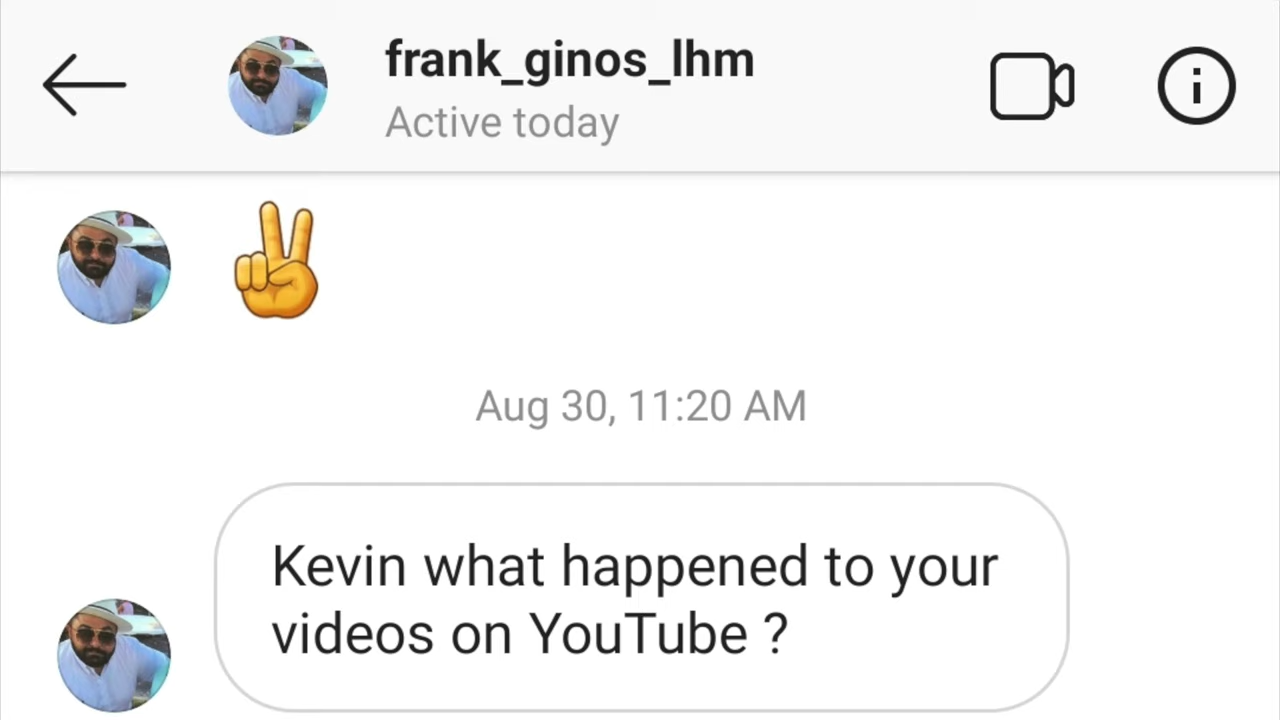 frank_ginos_lhm
Active today
Aug 30, 11:20 AM
Kevin what happened to your
videos on YouTube ?